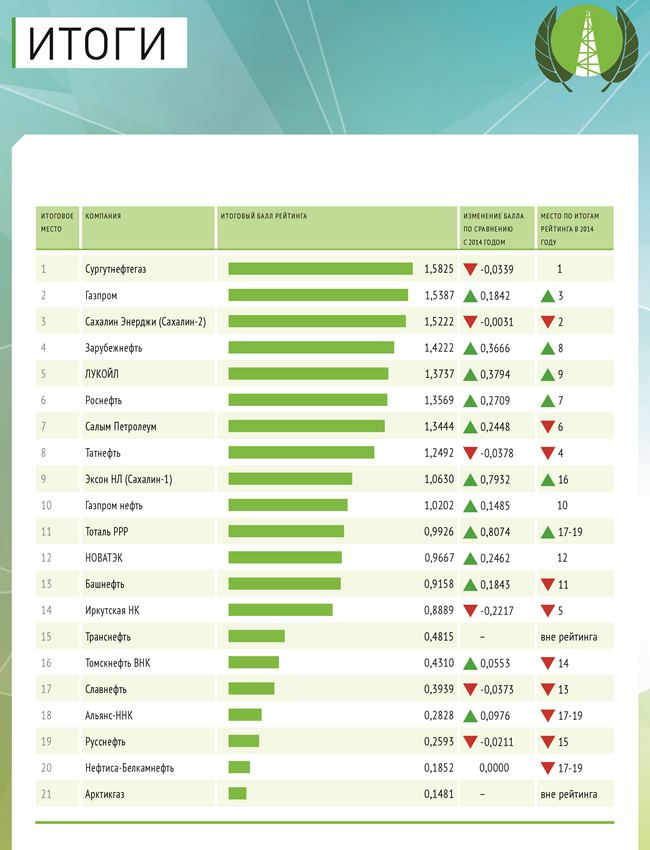 ИТОГИ
ИТОГОВОЕ МЕСТО КОМПАНИЯ ИТОГОВЫЙ БАЛЛ РЕЙТИНГА ИЗМЕНЕНИЕ БАЛЛА ПО СРАВНЕНИЮ С 2014 ГОДОМ МЕСТО ПО ИТОГАМ РЕЙТИНГА В 2014 ГОДУ
1 Сургутнефтегаз 1,5825 -0,0339 1
2 Газпром 1,5387 0,1842 3
3 Сахалин Энерджи (Сахалин-2) 1,5222 -0,0031 2
4 Зарубежнефть 1,4222 0,3666 8
5 ЛУКОЙЛ 1,3737 0,3794 9
6 Роснефть 1,3569 0,2709 7
7 Салым Петролеум 1,3444 0,2448 6
8 Татнефть 1,2492 -0,0378 4
9 Эксон НЛ (Сахалин-1) 1,0630 0,7932 16
10 Газпром нефть 1,0202 0,1485 10
11 Тоталь РРР 0,9926 0,8074 17-19
12 НОВАТЭК 0,9667 0,2462 12
13 Башнефть 0,9158 0,1843 11
14 Иркутская НК 0,8889 -0,2217 5
15 Транснефть 0,4815 – вне рейтинга
16 Томскнефть ВНК 0,4310 0,0553 14
17 Славнефть 0,3939 -0,0373 13
18 Альянс-ННК 0,2828 0,0976 17-19
19 Русснефть 0,2593 -0,0211 15
20 Нефтиса-Белкамнефть 0,1852 0,0000 17-19
21 Арктикгаз 0,1481 – вне рейтинга